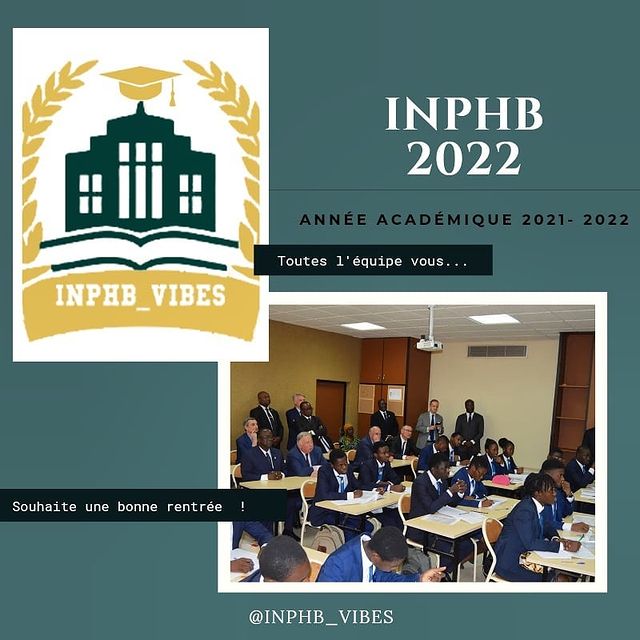 INPHB
2022
ANNÉE ACADÉMIQUE 2021- 2022
Toutes l'équipe vous...
INPHB_VIBES
Souhaite une bonne rentrée !
@INPHB_VIBES